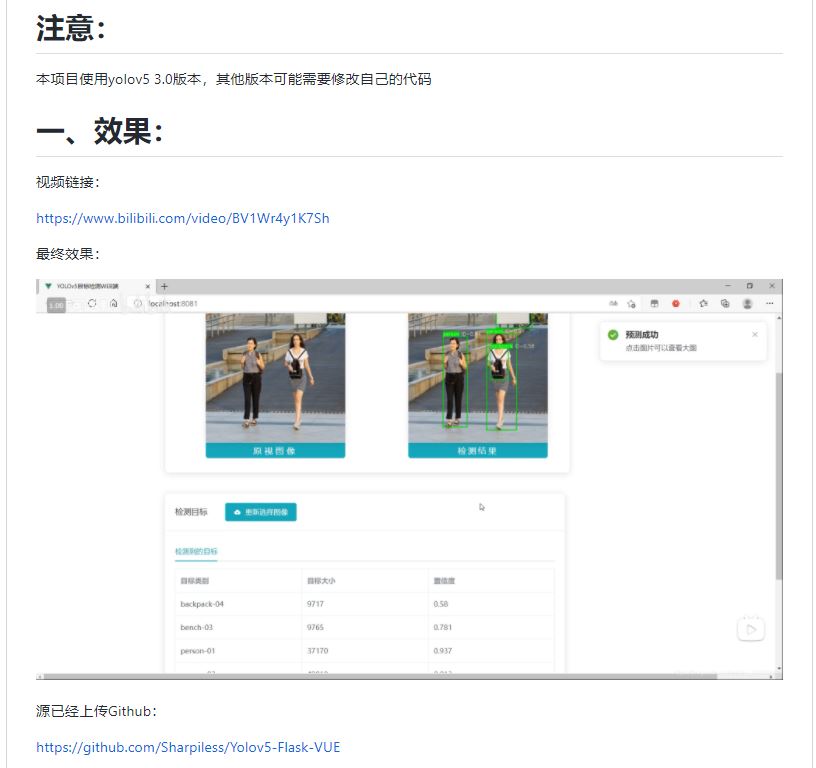 注意：
本项目使用yolov5 3.0版本，其他版本可能需要修改自己的代码
一、效果：
视频链接：
https://www.bilibili.com/video/BV1Wr4y1K7Sh
最终效果：
YOLOv5目标检测WEB端
1.00
localhost:8081
预测成功
点击图片可以查看大图
person
原视图像
检测结果
检测目标 重新选择图像
检测到的目标
目标类别 目标大小 置信度
backpack-04 9717 0.58
bench-03 9765 0.781
person-01 37170 0.937
源已经上传Github：
https://github.com/Sharpiless/Yolov5-Flask-VUE